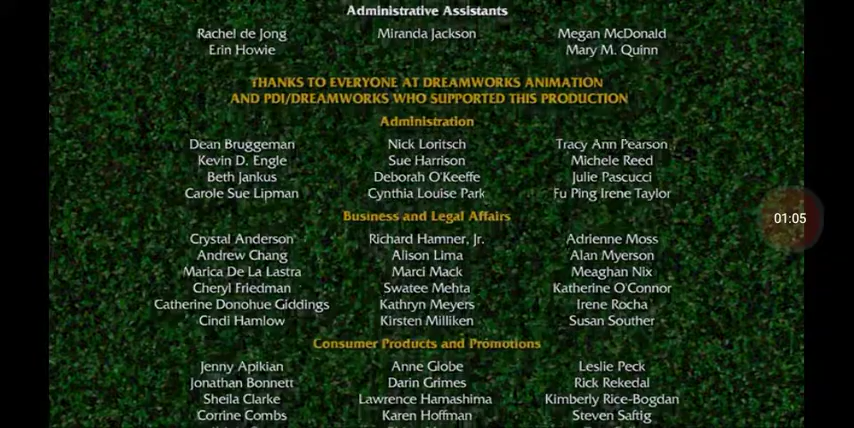 Administrative Assistants
Rachel de Jong Miranda Jackson Megan McDonald
Erin Howie Mary M. Quinn
THANKS TO EVERYONE AT DREAMWORKS ANIMATION
AND PDI/DREAMWORKS WHO SUPPORTED THIS PRODUCTION
Administration
Dean Bruggeman Nick Loritsch Tracy Ann Pearson
Kevin D. Engle Sue Harrison Michele Reed
Beth Jankus Deborah O'Keeffe Julie Pascucci
Carole Sue Lipman Cynthia Louise Park Fu Ping Irene Taylor
01:05
Business and Legal Affairs
Crystal Anderson Richard Hamner, Jr. Adrienne Moss
Andrew Chang Alison Lima Alan Myerson
Marica De La Lastra Marci Mack Meaghan Nix
Cheryl Friedman Swatee Mehta Katherine O'Connor
Catherine Donohue Giddings Kathryn Meyers Irene Rocha
Cindi Hamlow Kirsten Milliken Susan Souther
Consumer Products and Promotions
Jenny Apikian Anne Globe Leslie Peck
Jonathan Bonnett Darin Grimes Rick Rekedal
Sheila Clarke Lawrence Hamashima Kimberly Rice-Bogdan
Corrine Combs Karen Hoffman Steven Saftig